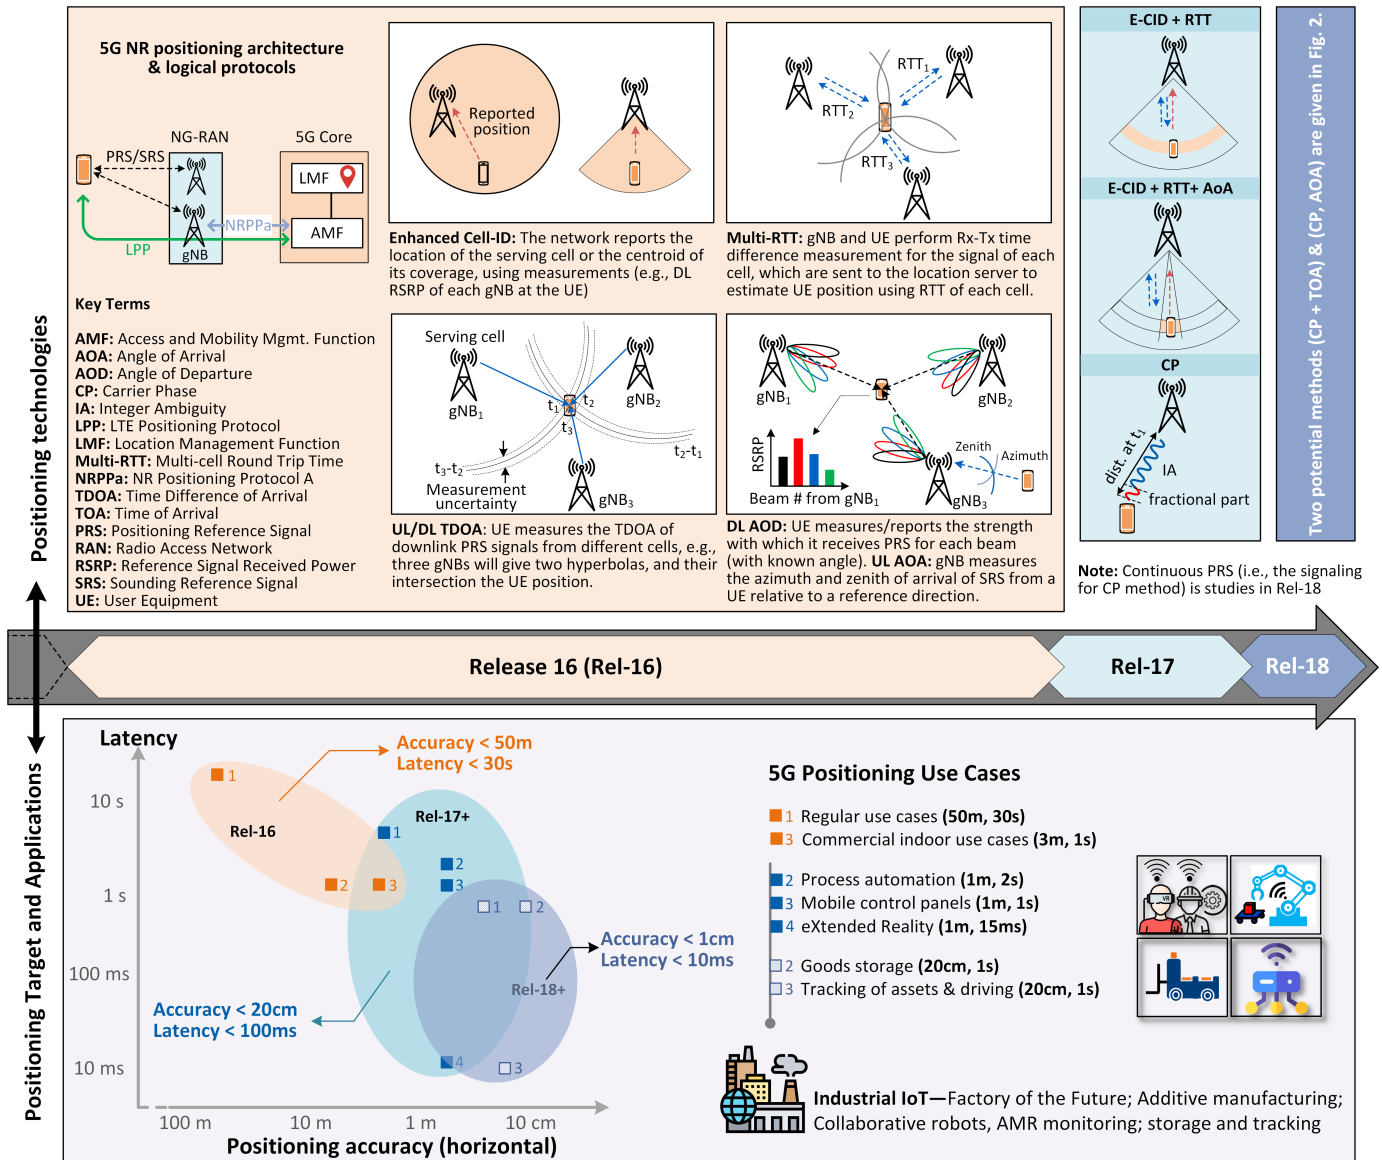 Positioning technologies
Positioning Target and Applications
5G NR positioning architecture
& logical protocols
NG-RAN
5G Core
PRS/SRS
LMF
AMF
NRPPa
LPP
gNB
Key Terms
AMF: Access and Mobility Mgmt. Function
AOA: Angle of Arrival
AOD: Angle of Departure
CP: Carrier Phase
IA: Integer Ambiguity
LPP: LTE Positioning Protocol
LMF: Location Management Function
Multi-RTT: Multi-cell Round Trip Time
NRPPa: NR Positioning Protocol A
TDOA: Time Difference of Arrival
TOA: Time of Arrival
PRS: Positioning Reference Signal
RAN: Radio Access Network
RSRP: Reference Signal Received Power
SRS: Sounding Reference Signal
UE: User Equipment
Reported
position
Enhanced Cell-ID: The network reports the
location of the serving cell or the centroid of
its coverage, using measurements (e.g., DL
RSRP of each gNB at the UE)
RTT1
RTT2
RTT3
Multi-RTT: gNB and UE perform Rx-Tx time
difference measurement for the signal of each
cell, which are sent to the location server to
estimate UE position using RTT of each cell.
Serving cell
gNB1
gNB2
gNB3
t1
t2
t3
t2-t1
t3-t2
Measurement
uncertainty
UL/DL TDOA: UE measures the TDOA of
downlink PRS signals from different cells, e.g.,
three gNBs will give two hyperbolas, and their
intersection the UE position.
gNB1
gNB2
gNB3
RSRP
Beam # from gNB1
Zenith
Azimuth
DL AOD: UE measures/reports the strength
with which it receives PRS for each beam
(with known angle). UL AOA: gNB measures
the azimuth and zenith of arrival of SRS from a
UE relative to a reference direction.
E-CID + RTT
E-CID + RTT+ AoA
CP
dist. at t1
IA
fractional part
Note: Continuous PRS (i.e., the signaling
for CP method) is studies in Rel-18
Two potential methods (CP + TOA) & (CP, AOA) are given in Fig. 2.
Release 16 (Rel-16)
Rel-17
Rel-18
Latency
10 s
1 s
100 ms
10 ms
100 m
10 m
1 m
10 cm
Positioning accuracy (horizontal)
Accuracy < 50m
Latency < 30s
Rel-16
1
2
3
Rel-17+
1
2
3
4
Accuracy < 20cm
Latency < 100ms
1
2
3
Rel-18+
Accuracy < 1cm
Latency < 10ms
5G Positioning Use Cases
1 Regular use cases (50m, 30s)
3 Commercial indoor use cases (3m, 1s)
2 Process automation (1m, 2s)
3 Mobile control panels (1m, 1s)
4 eXtended Reality (1m, 15ms)
2 Goods storage (20cm, 1s)
3 Tracking of assets & driving (20cm, 1s)
VR
Industrial IoT—Factory of the Future; Additive manufacturing;
Collaborative robots, AMR monitoring; storage and tracking